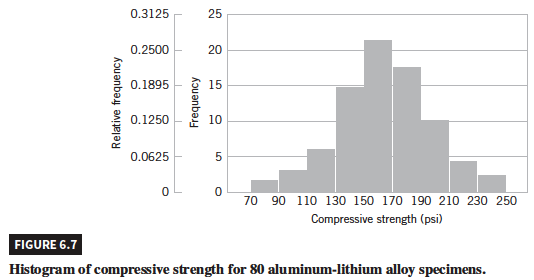 0.3125 25
0.2500 20
0.1895 15
0.1250 10
0.0625 5
0 0
Relative frequency
Frequency
70 90 110 130 150 170 190 210 230 250
Compressive strength (psi)
FIGURE 6.7
Histogram of compressive strength for 80 aluminum-lithium alloy specimens.